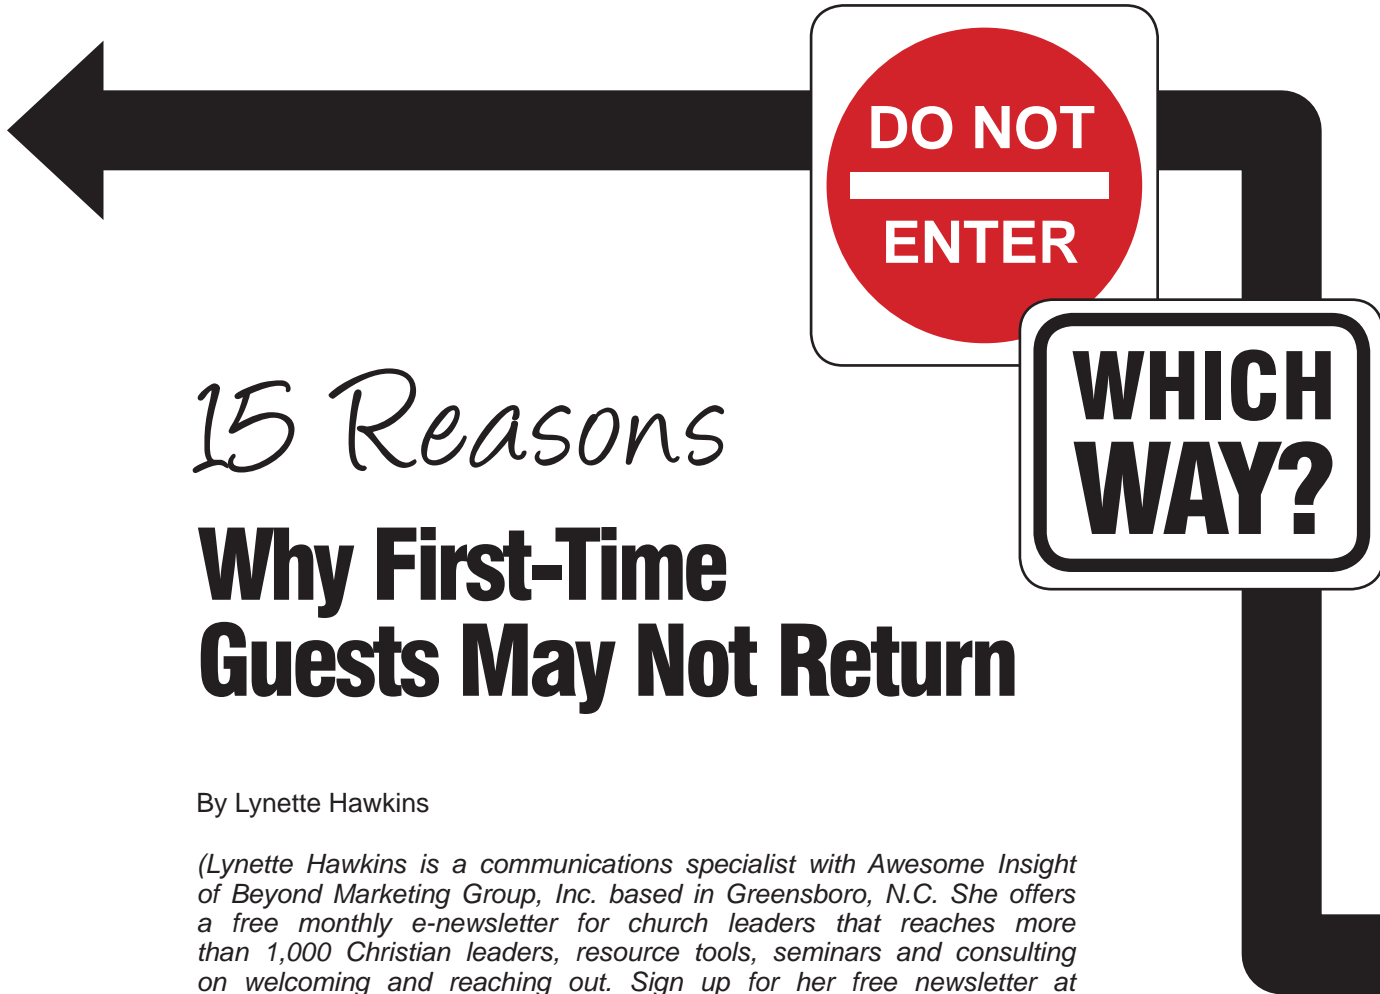 DO NOT
ENTER
WHICH
WAY?
15 Reasons
Why First-Time
Guests May Not Return
By Lynette Hawkins
(Lynette Hawkins is a communications specialist with Awesome Insight
of Beyond Marketing Group, Inc. based in Greensboro, N.C. She offers
a free monthly e-newsletter for church leaders that reaches more
than 1,000 Christian leaders, resource tools, seminars and consulting
on welcoming and reaching out. Sign up for her free newsletter at